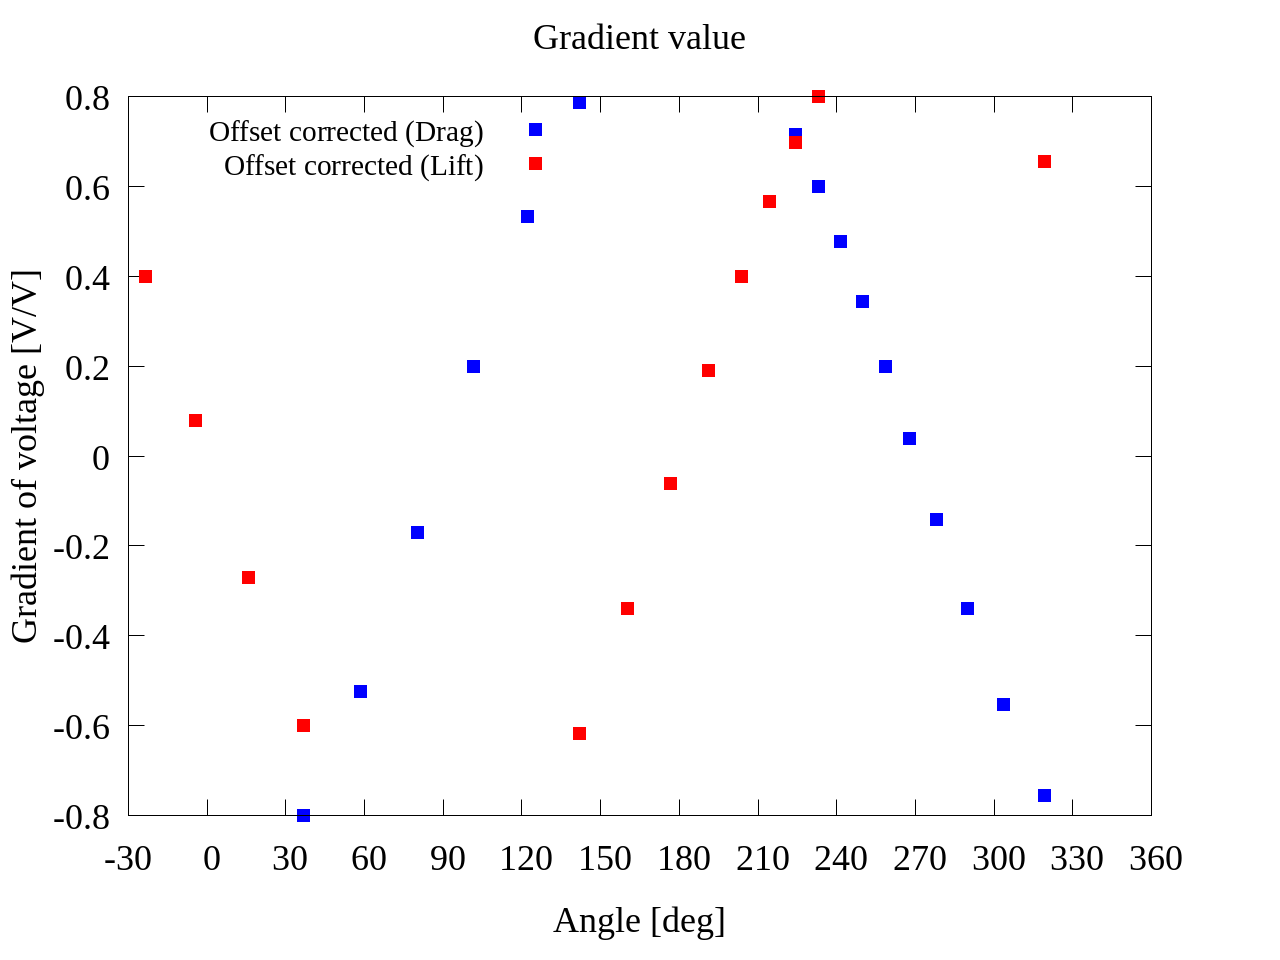 Gradient value
Offset corrected (Drag)
Offset corrected (Lift)
0.8
0.6
0.4
0.2
0
-0.2
-0.4
-0.6
-0.8
Gradient of voltage [V/V]
-30 0 30 60 90 120 150 180 210 240 270 300 330 360
Angle [deg]